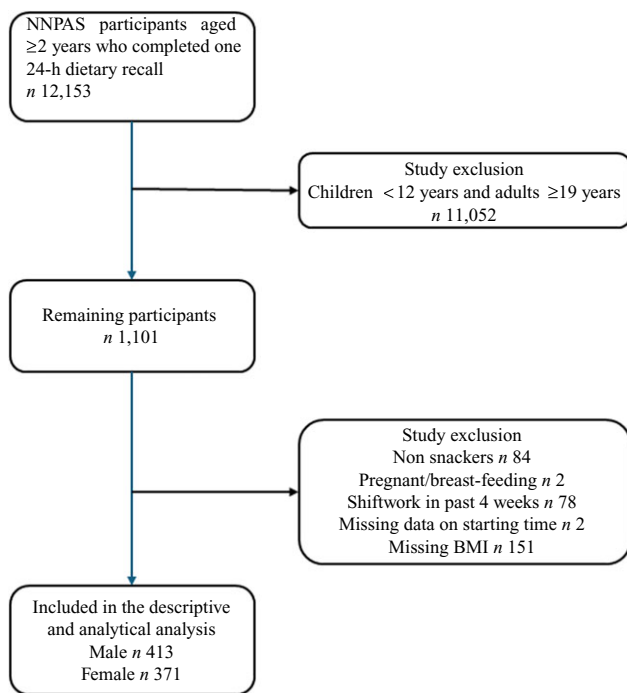 NNPAS participants aged
≥2 years who completed one
24-h dietary recall
n 12,153
Study exclusion
Children <12 years and adults ≥19 years
n 11,052
Remaining participants
n 1,101
Study exclusion
Non snackers n 84
Pregnant/breast-feeding n 2
Shiftwork in past 4 weeks n 78
Missing data on starting time n 2
Missing BMI n 151
Included in the descriptive
and analytical analysis
Male n 413
Female n 371